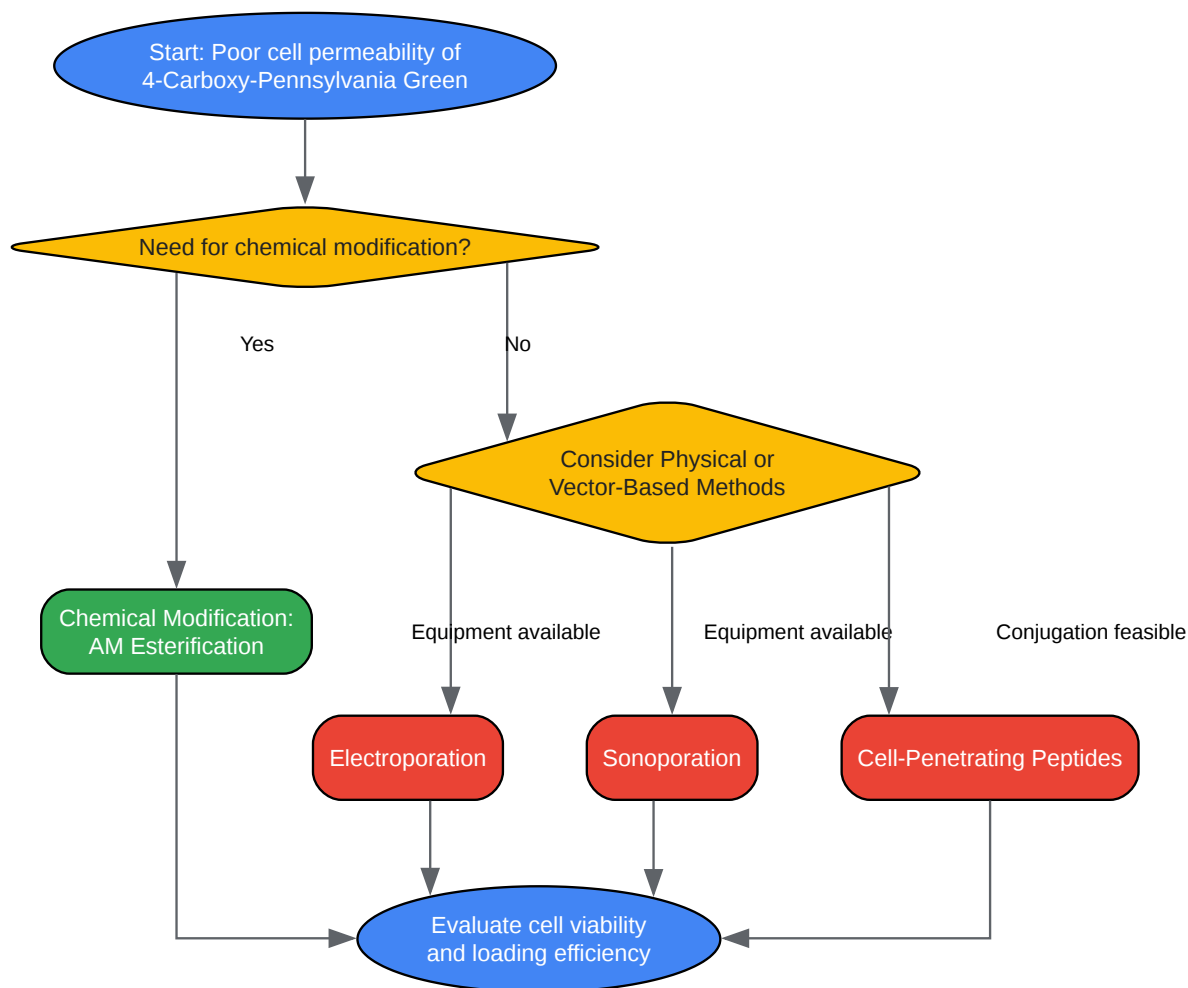 Start: Poor cell permeability of
4-Carboxy-Pennsylvania Green
Need for chemical modification?
Yes
No
Consider Physical or
Vector-Based Methods
Chemical Modification:
AM Esterification
Equipment available
Equipment available
Conjugation feasible
Electroporation
Sonoporation
Cell-Penetrating Peptides
Evaluate cell viability
and loading efficiency